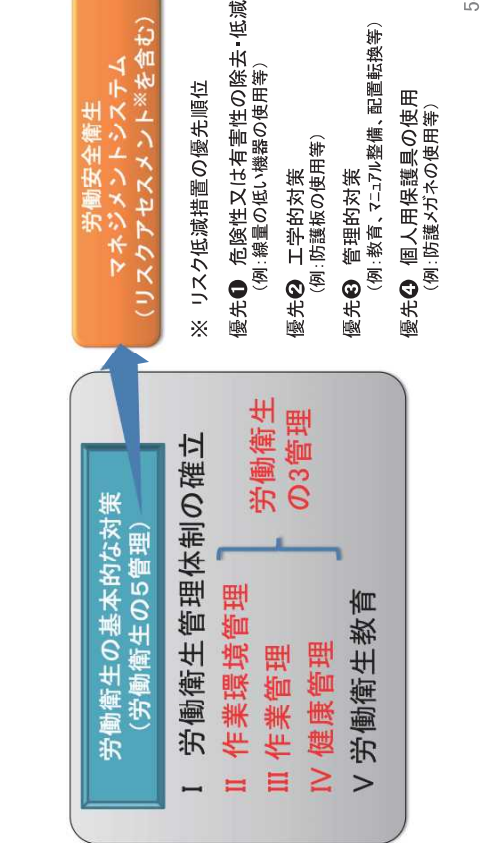 労働衛生の基本的な対策
（労働衛生の５管理）
Ⅰ 労働衛生管理体制の確立
Ⅱ 作業環境管理
Ⅲ 作業管理
Ⅳ 健康管理
労働衛生
の3管理
Ⅴ 労働衛生教育
労働安全衛生
マネジメントシステム
（リスクアセスメント※を含む）
※ リスク低減措置の優先順位
優先❶ 危険性又は有害性の除去・低減
（例：線量の低い機器の使用等）
優先❷ 工学的対策
（例：防護板の使用等）
優先❸ 管理的対策
（例：教育、マニュアル整備、配置転換等）
優先❹ 個人用保護具の使用
（例：防護メガネの使用等）
5